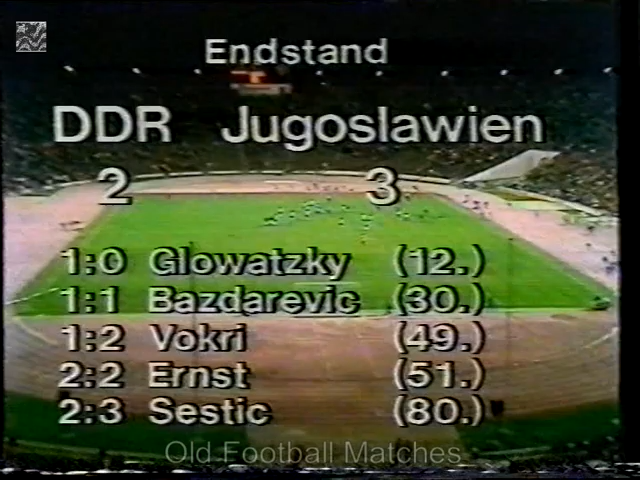 Endstand
DDR Jugoslawien
2 3
1:0 Glowatzky (12.)
1:1 Bazdarevic (30.)
1:2 Vokri (49.)
2:2 Ernst (51.)
2:3 Sestic (80.)
Old Football Matches